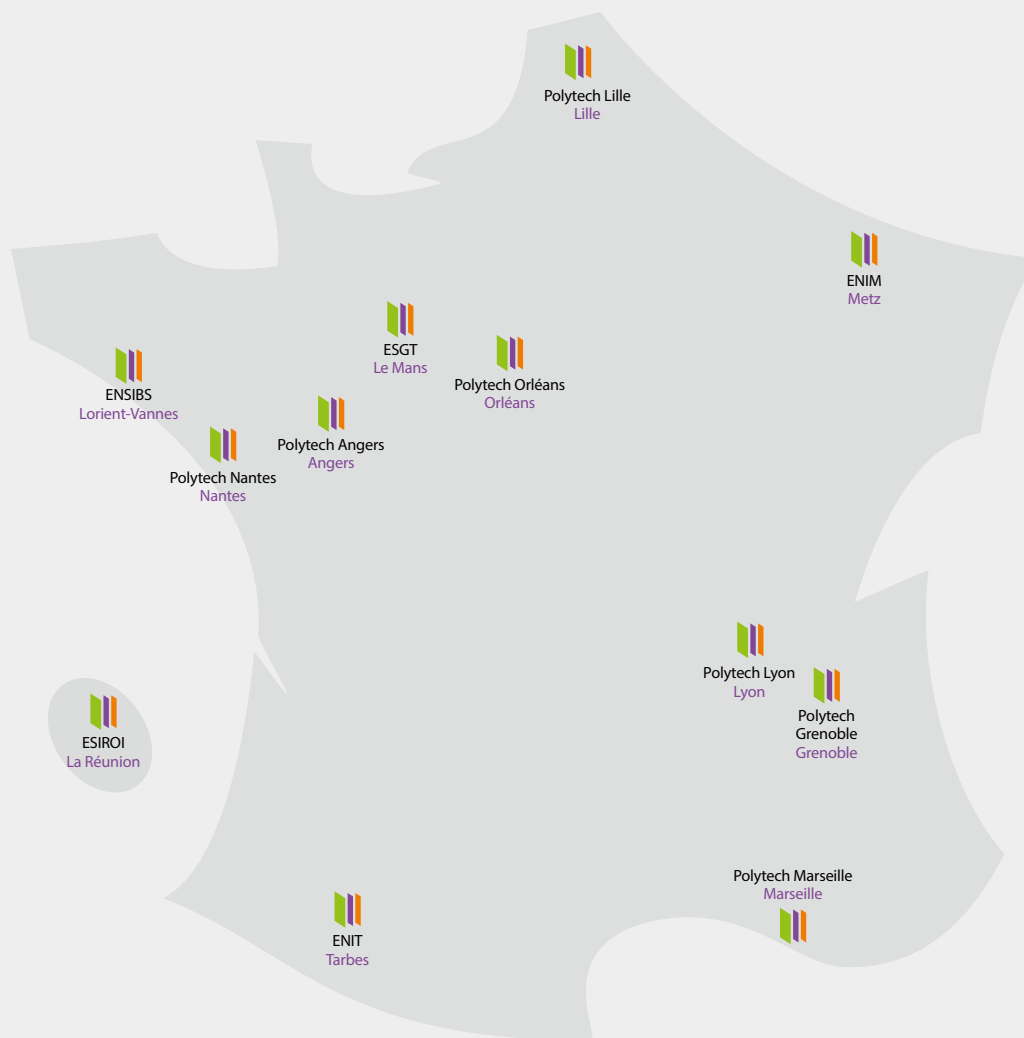 Polytech Lille
Lille
ENIM
Metz
ESGT
Le Mans
Polytech Orléans
Orléans
ENSIBS
Lorient-Vannes
Polytech Angers
Angers
Polytech Nantes
Nantes
Polytech Lyon
Lyon
Polytech
Grenoble
Grenoble
ESIROI
La Réunion
Polytech Marseille
Marseille
ENIT
Tarbes